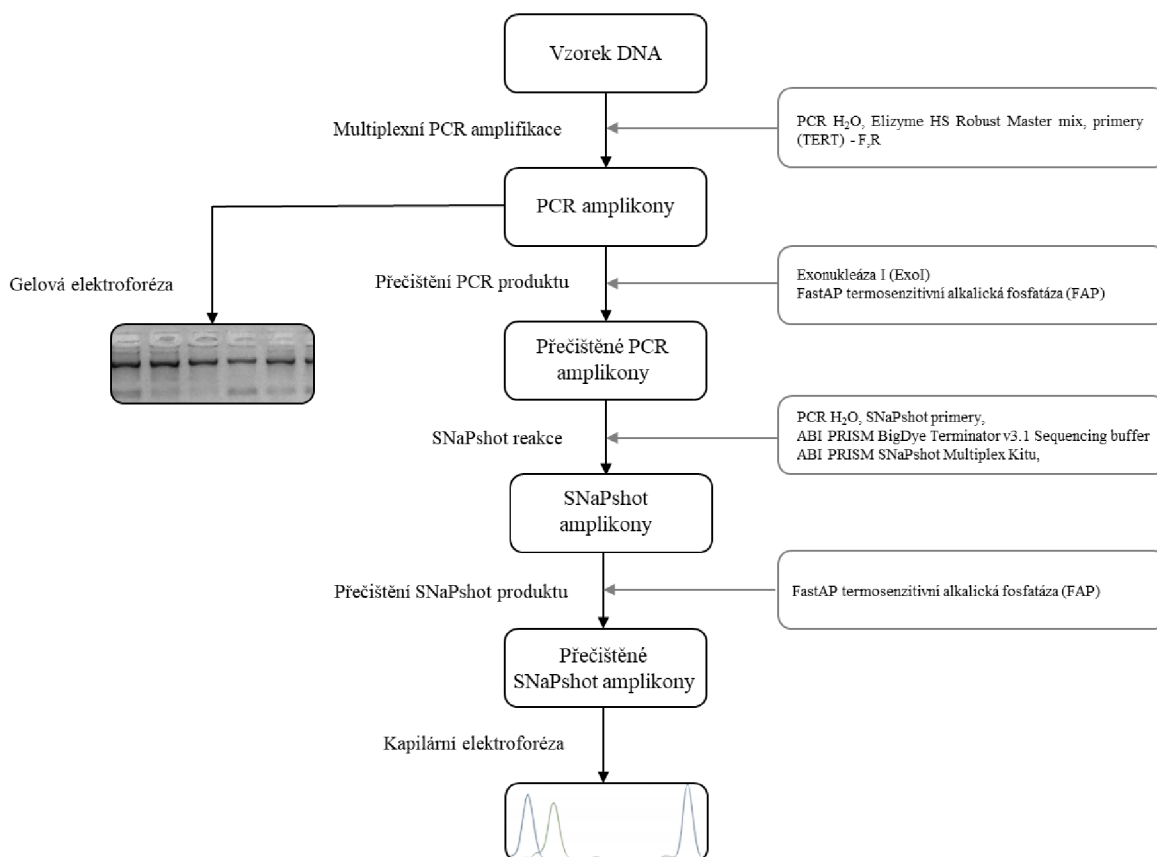 Vzorek DNA
Multiplexní PCR amplifikace
PCR H₂O, Elizyme HS Robust Master mix, primery
(TERT) - F,R
PCR amplikony
Gelová elektroforéza
Přečištění PCR produktu
Exonukleáza I (ExoI)
FastAP termosenzitivní alkalická fosfatáza (FAP)
Přečištěné PCR
amplikony
SNaPshot reakce
PCR H₂O, SNaPshot primery,
ABI PRISM BigDye Terminator v3.1 Sequencing buffer
ABI PRISM SNaPshot Multiplex Kitu,
SNaPshot
amplikony
Přečištění SNaPshot produktu
FastAP termosenzitivní alkalická fosfatáza (FAP)
Přečištěné
SNaPshot amplikony
Kapilární elektroforéza